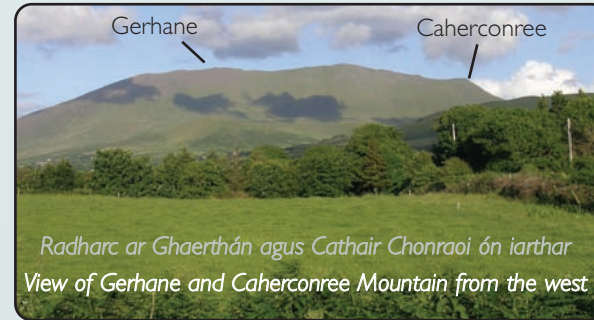 Gerhane
Caherconree
Radharc ar Ghaerthán agus Cathair Chonraoi ón iarthar
View of Gerhane and Caherconree Mountain from the west